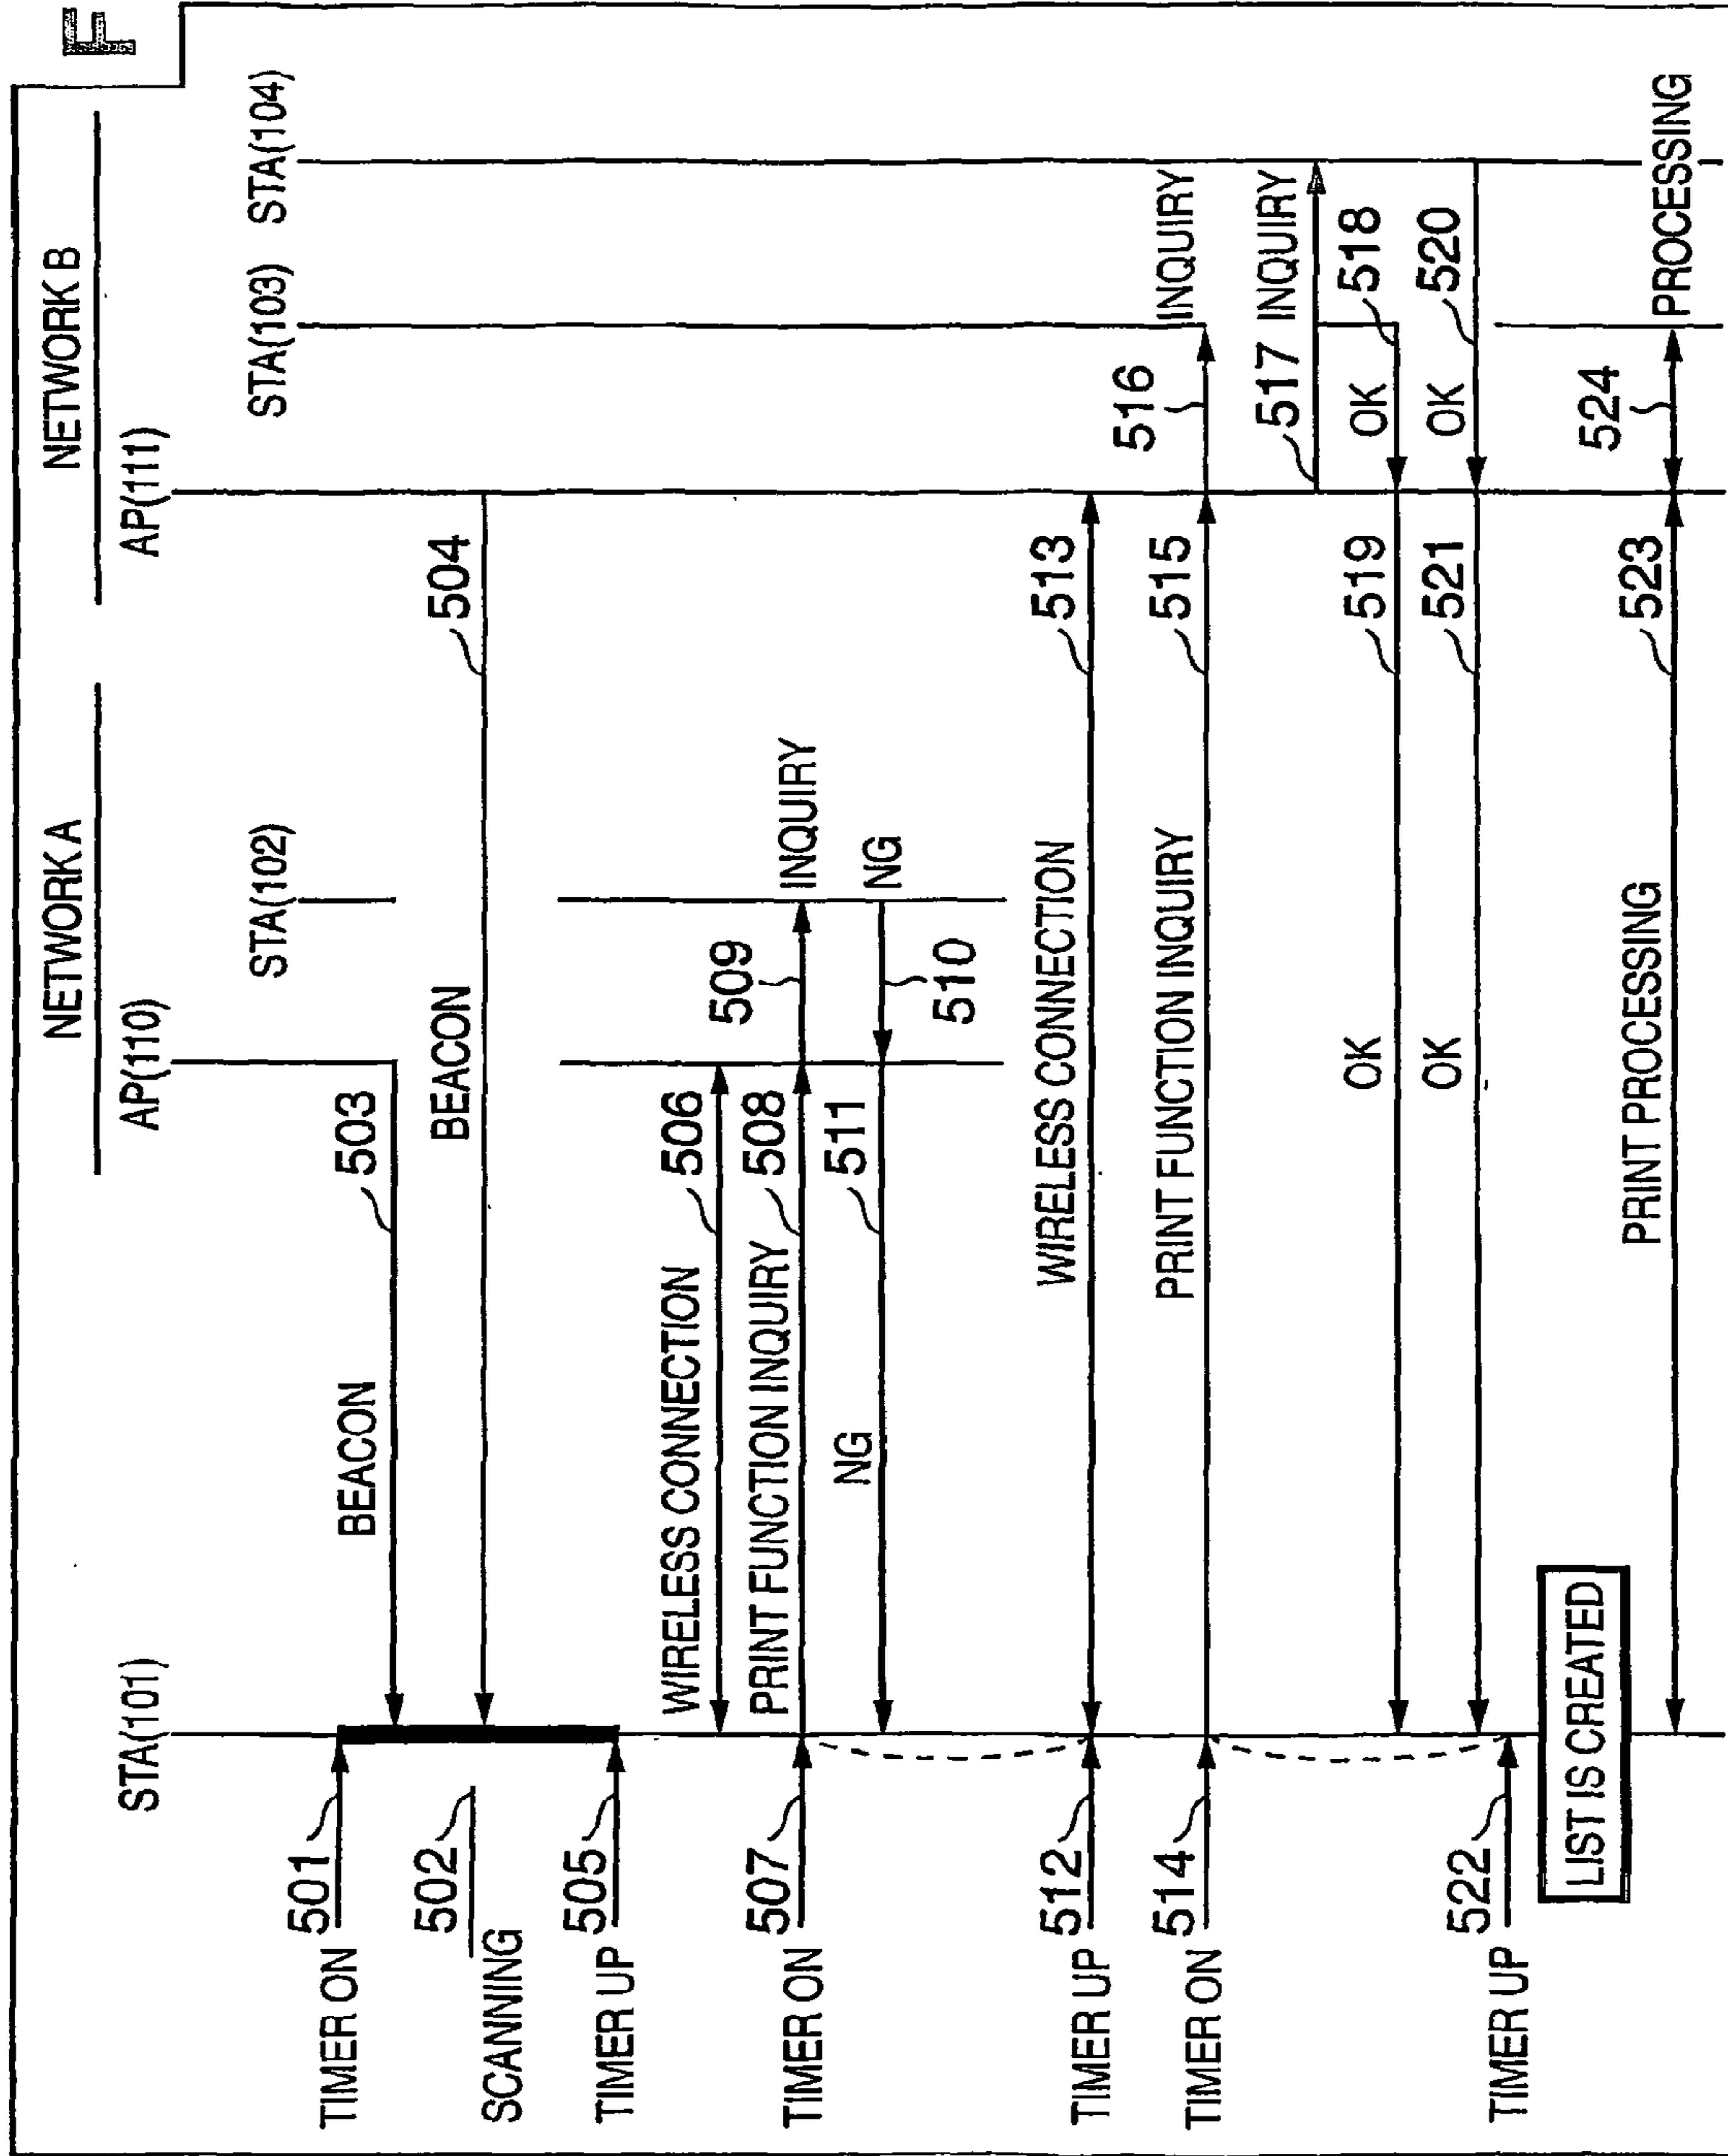 F
NETWORK A
NETWORK B
STA(101)
AP(110)
STA(102)
AP(111)
STA(103)
STA(104)
TIMER ON 501
BEACON 503
502
SCANNING
BEACON 504
TIMER UP 505
WIRELESS CONNECTION 506
TIMER ON 507
PRINT FUNCTION INQUIRY 508
509
INQUIRY
NG 511
510
NG
TIMER UP 512
WIRELESS CONNECTION 513
TIMER ON 514
PRINT FUNCTION INQUIRY 515
516
INQUIRY
517 INQUIRY
OK 519
OK 518
OK 521
OK 520
TIMER UP 522
LIST IS CREATED
PRINT PROCESSING 523
524
PROCESSING